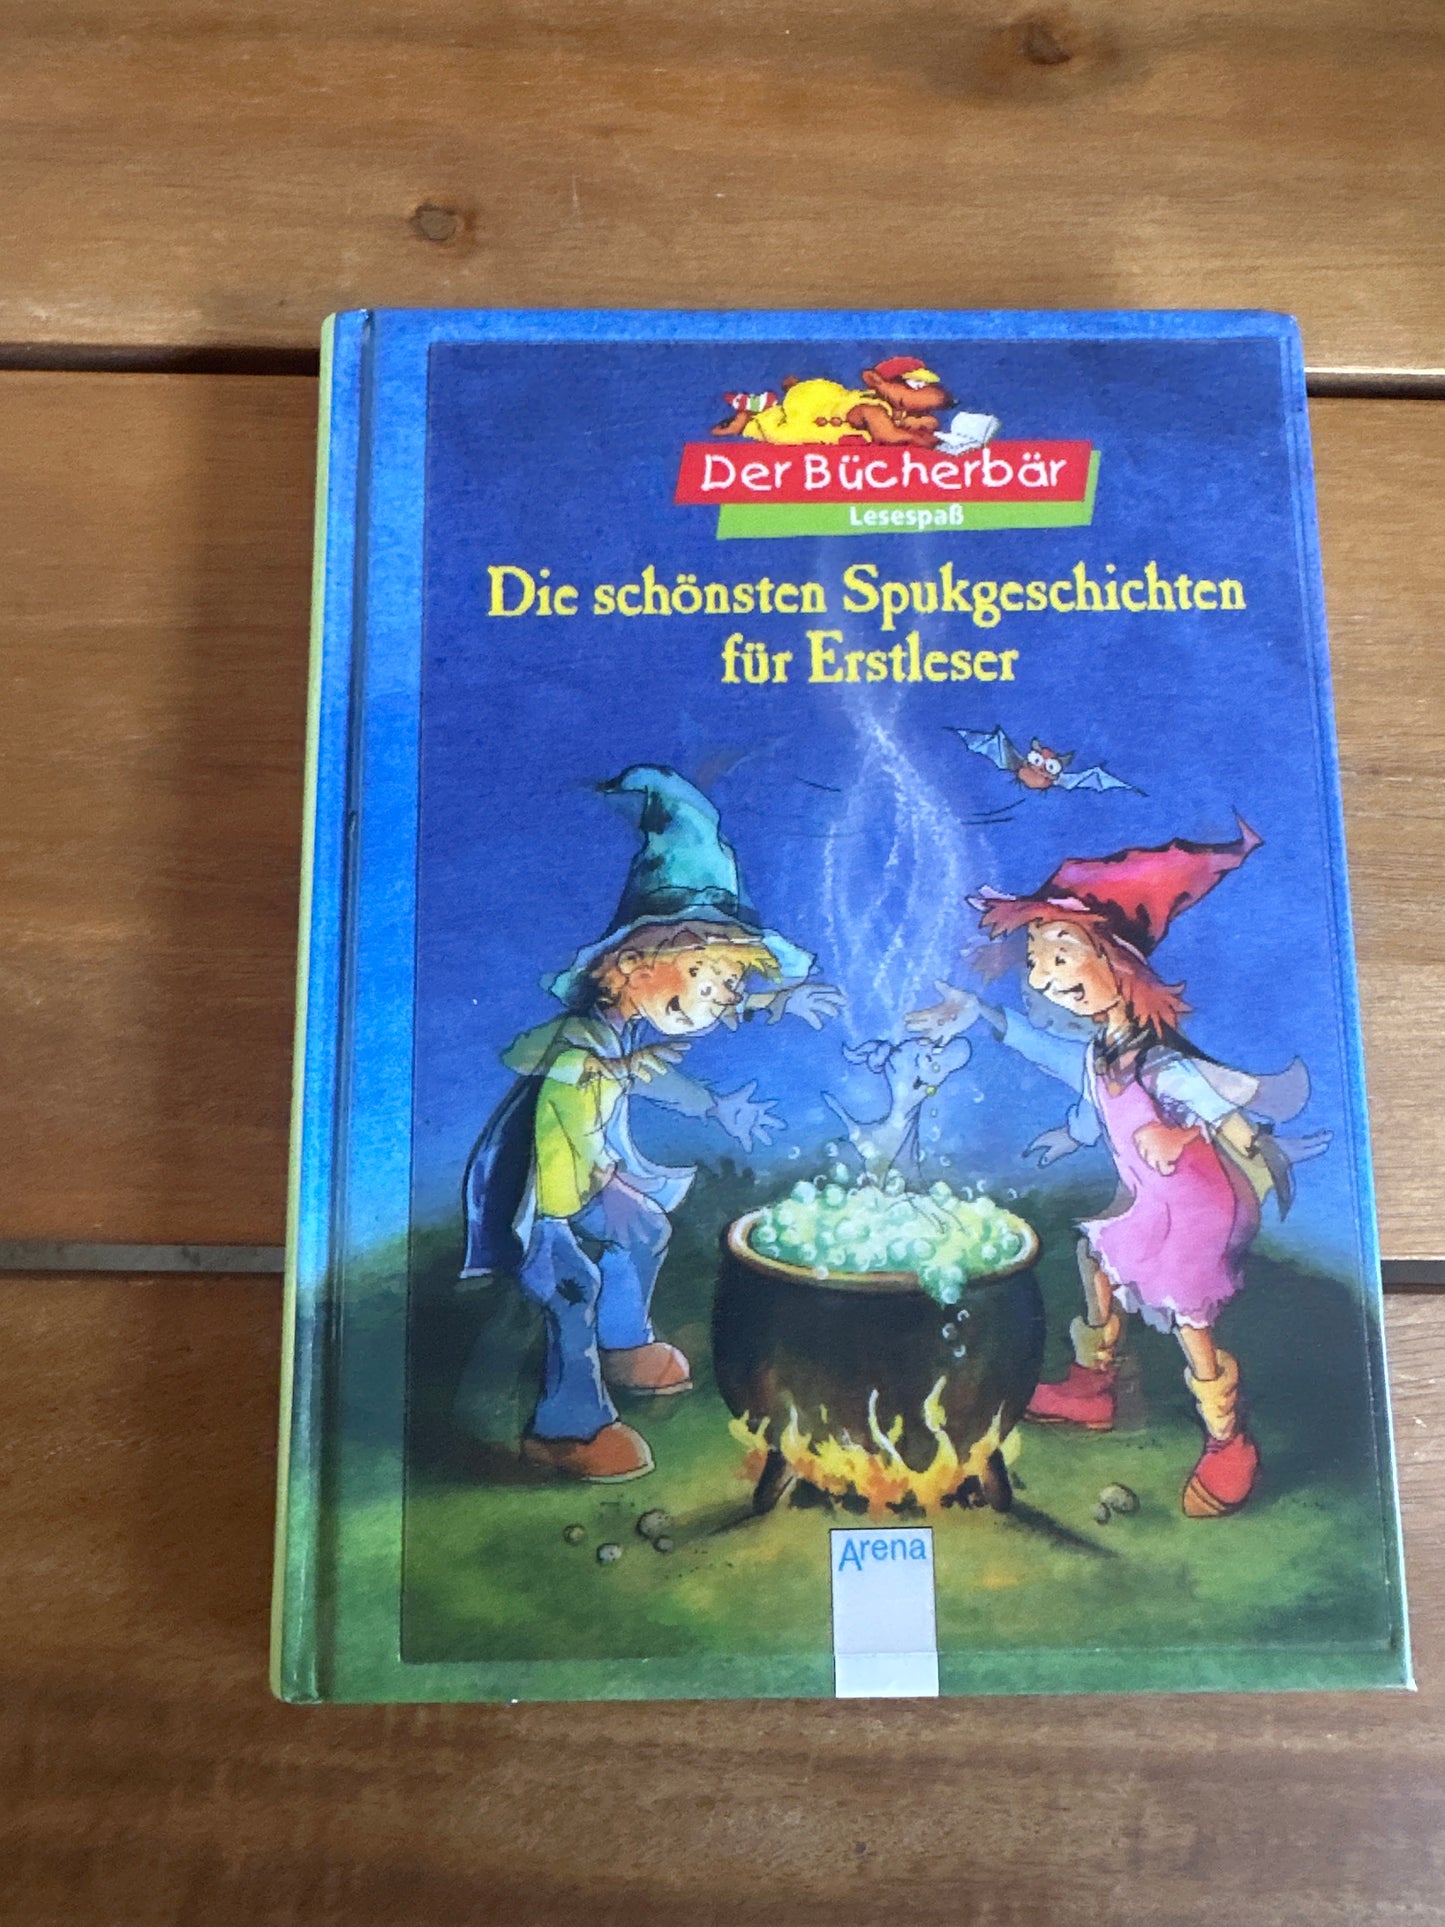 Der Bücherbär
Lesespaß
Die schönsten Spukgeschichten
für Erstleser
Arena